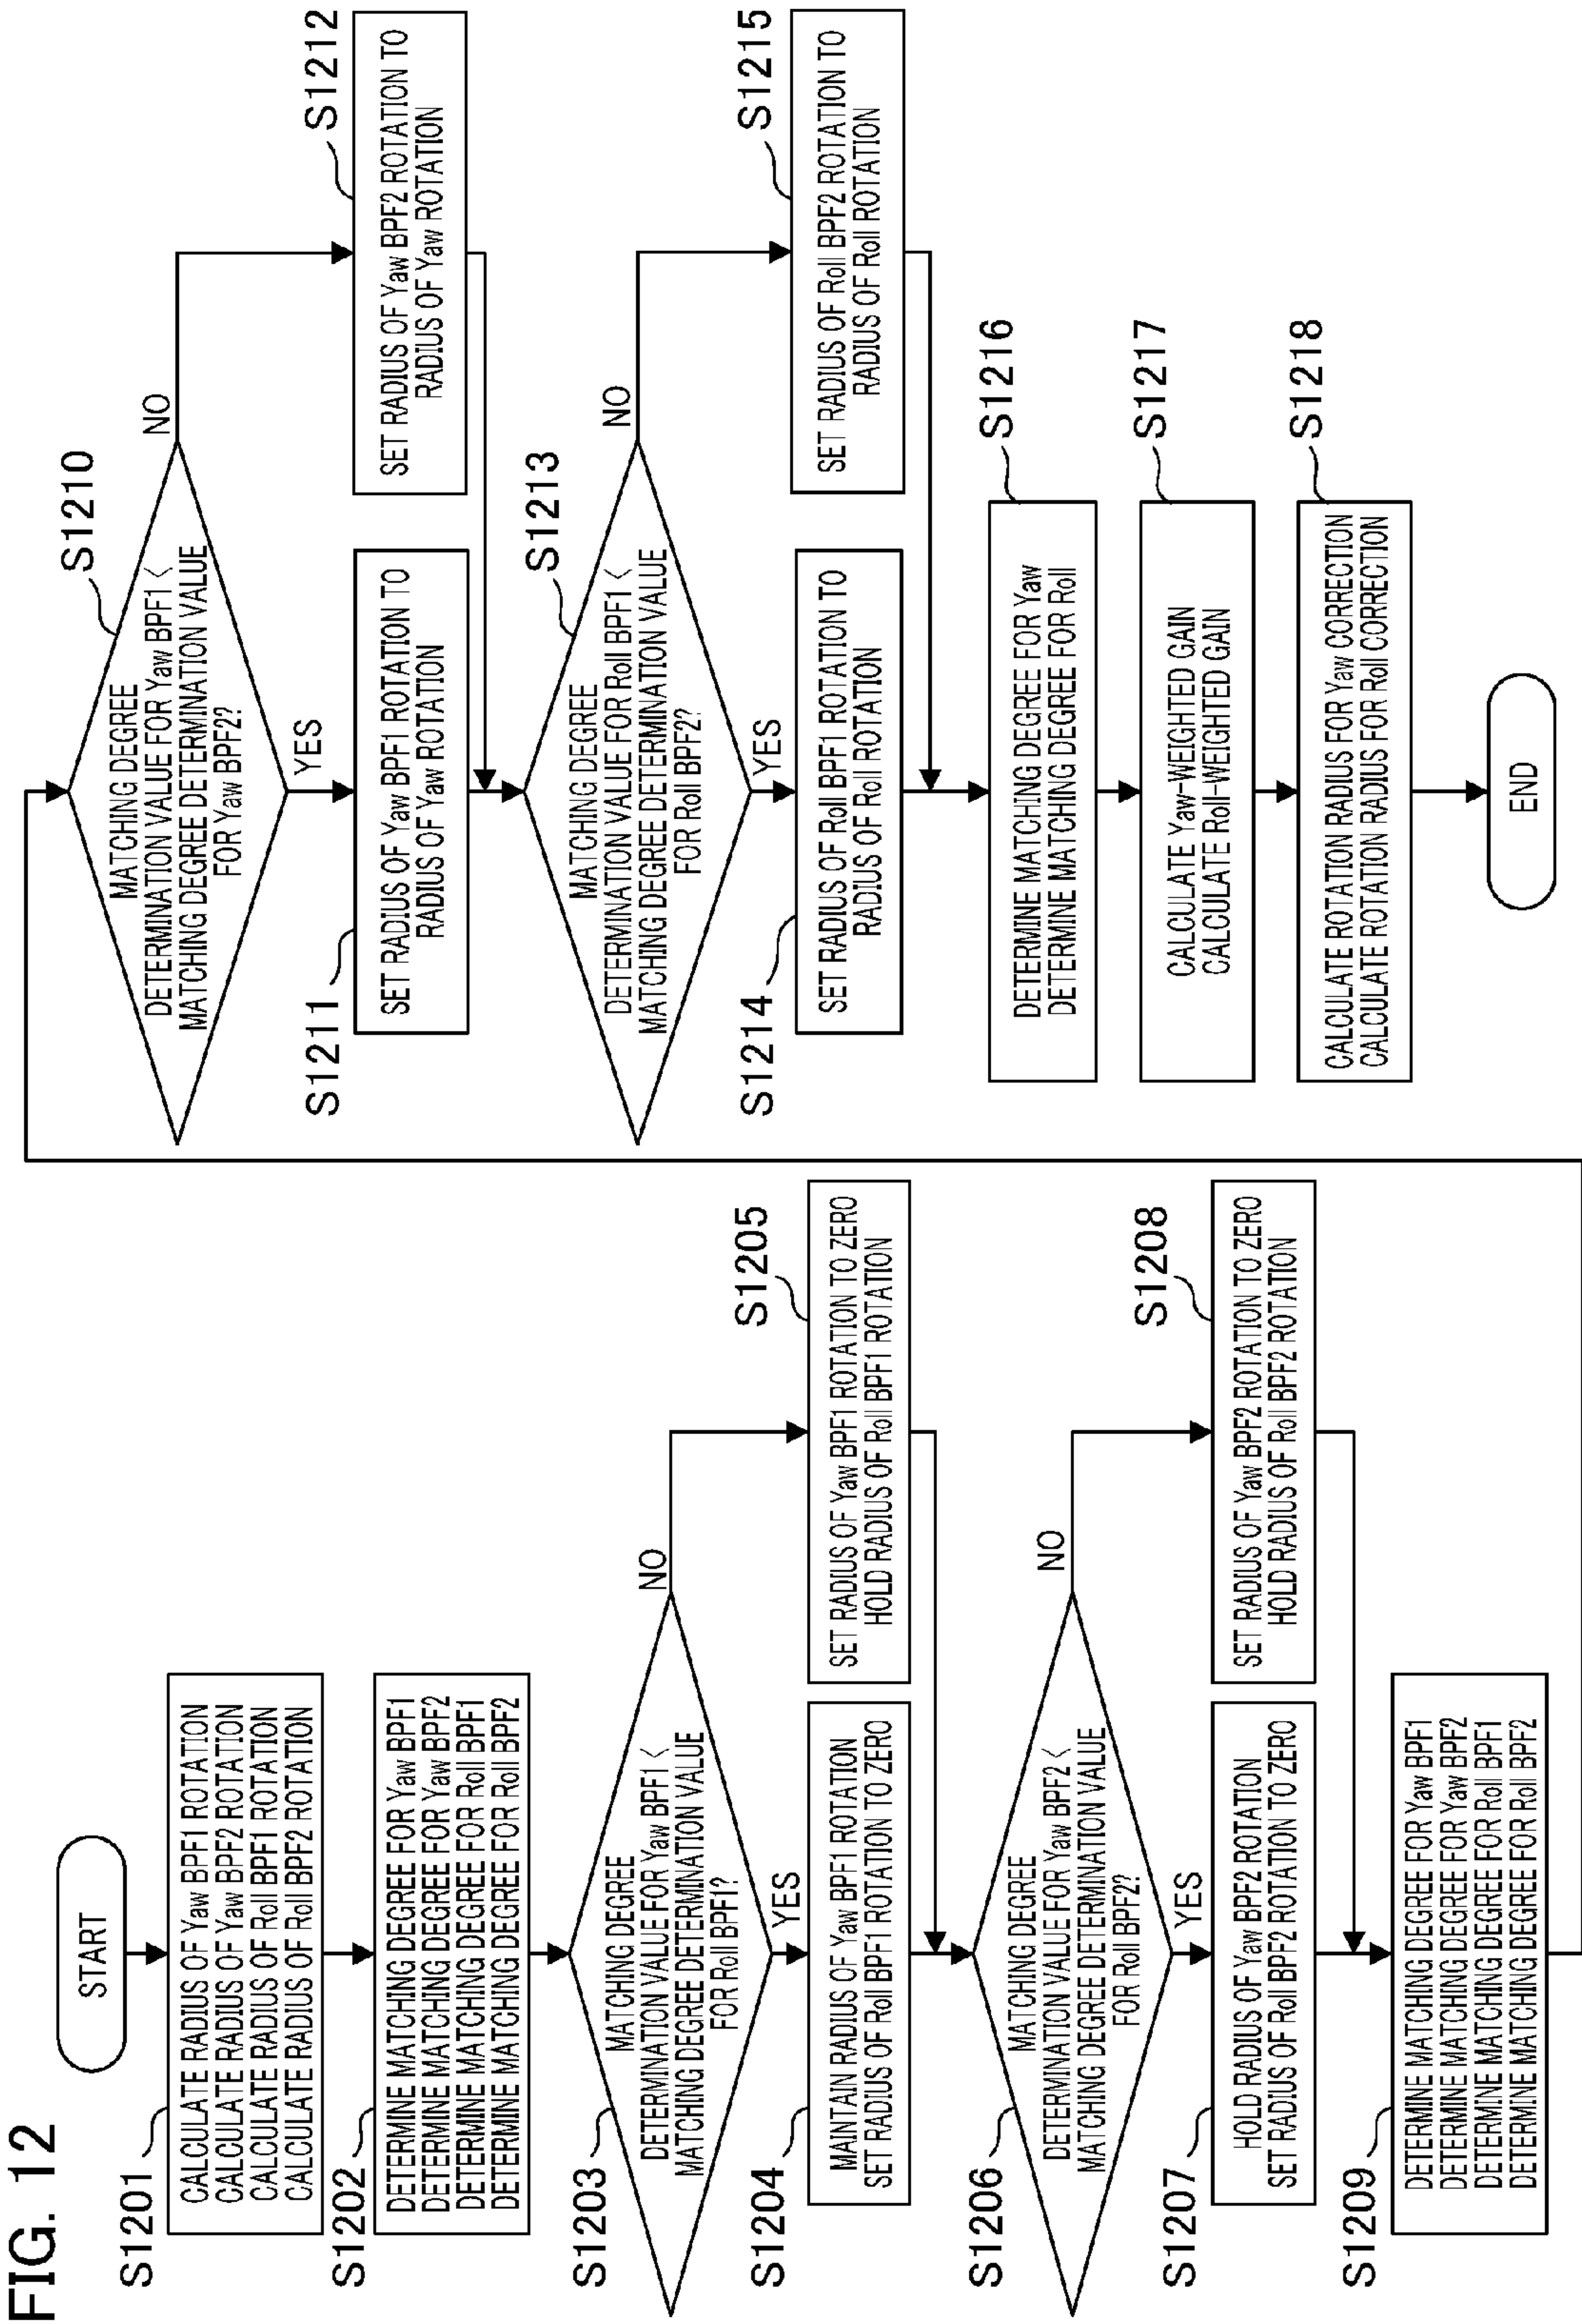 FIG. 12
START
S1201
CALCULATE RADIUS OF Yaw BPF1 ROTATION
CALCULATE RADIUS OF Yaw BPF2 ROTATION
CALCULATE RADIUS OF Roll BPF1 ROTATION
CALCULATE RADIUS OF Roll BPF2 ROTATION
S1202
DETERMINE MATCHING DEGREE FOR Yaw BPF1
DETERMINE MATCHING DEGREE FOR Yaw BPF2
DETERMINE MATCHING DEGREE FOR Roll BPF1
DETERMINE MATCHING DEGREE FOR Roll BPF2
S1203
MATCHING DEGREE
DETERMINATION VALUE FOR Yaw BPF1 <
MATCHING DEGREE DETERMINATION VALUE
FOR Roll BPF1?
NO
YES
S1204
MAINTAIN RADIUS OF Yaw BPF1 ROTATION
SET RADIUS OF Roll BPF1 ROTATION TO ZERO
S1205
SET RADIUS OF Yaw BPF1 ROTATION TO ZERO
HOLD RADIUS OF Roll BPF1 ROTATION
S1206
MATCHING DEGREE
DETERMINATION VALUE FOR Yaw BPF2 <
MATCHING DEGREE DETERMINATION VALUE
FOR Roll BPF2?
NO
YES
S1207
HOLD RADIUS OF Yaw BPF2 ROTATION
SET RADIUS OF Roll BPF2 ROTATION TO ZERO
S1208
SET RADIUS OF Yaw BPF2 ROTATION TO ZERO
HOLD RADIUS OF Roll BPF2 ROTATION
S1209
DETERMINE MATCHING DEGREE FOR Yaw BPF1
DETERMINE MATCHING DEGREE FOR Yaw BPF2
DETERMINE MATCHING DEGREE FOR Roll BPF1
DETERMINE MATCHING DEGREE FOR Roll BPF2
S1210
MATCHING DEGREE
DETERMINATION VALUE FOR Yaw BPF1 <
MATCHING DEGREE DETERMINATION VALUE
FOR Yaw BPF2?
NO
YES
S1211
SET RADIUS OF Yaw BPF1 ROTATION TO
RADIUS OF Yaw ROTATION
S1212
SET RADIUS OF Yaw BPF2 ROTATION TO
RADIUS OF Yaw ROTATION
S1213
MATCHING DEGREE
DETERMINATION VALUE FOR Roll BPF1 <
MATCHING DEGREE DETERMINATION VALUE
FOR Roll BPF2?
NO
YES
S1214
SET RADIUS OF Roll BPF1 ROTATION TO
RADIUS OF Roll ROTATION
S1215
SET RADIUS OF Roll BPF2 ROTATION TO
RADIUS OF Roll ROTATION
S1216
DETERMINE MATCHING DEGREE FOR Yaw
DETERMINE MATCHING DEGREE FOR Roll
S1217
CALCULATE Yaw-WEIGHTED GAIN
CALCULATE Roll-WEIGHTED GAIN
S1218
CALCULATE ROTATION RADIUS FOR Yaw CORRECTION
CALCULATE ROTATION RADIUS FOR Roll CORRECTION
END